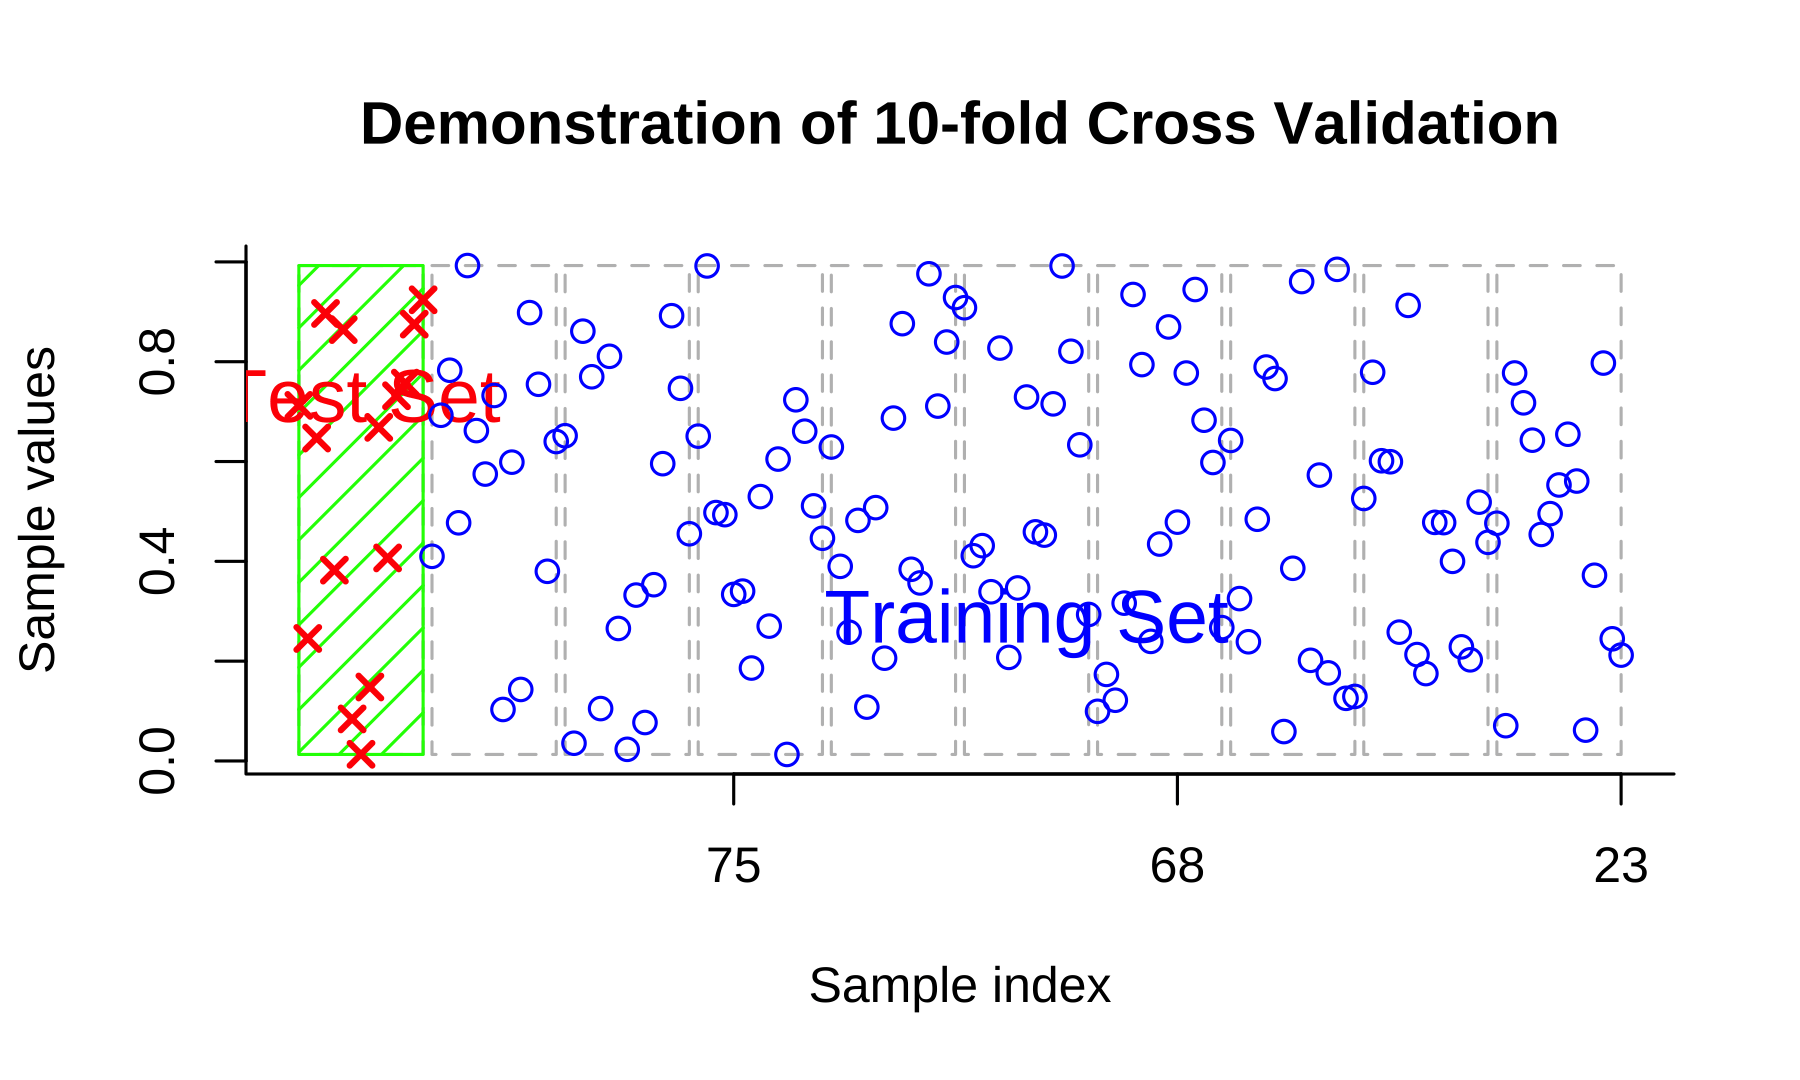 Demonstration of 10-fold Cross Validation
Sample values
0.8
0.4
0.0
Test Set
Training Set
75 68 23
Sample index